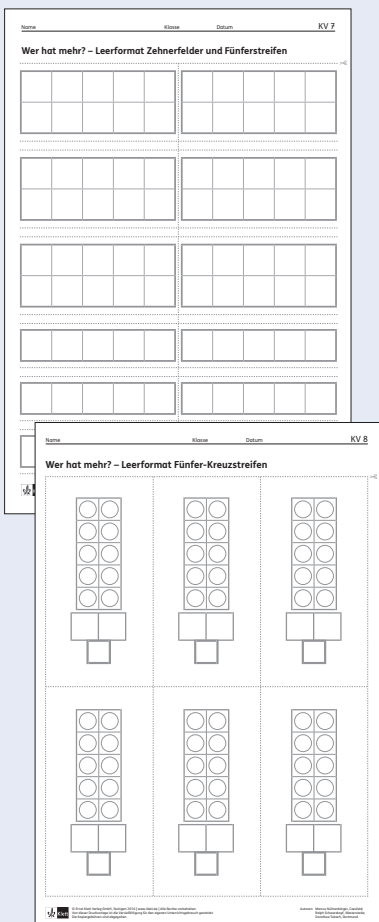 Name Klasse Datum KV 7
Wer hat mehr? – Leerformat Zehnerfelder und Fünferstreifen
Name Klasse Datum KV 8
Wer hat mehr? – Leerformat Fünfer-Kreuzstreifen
Klett